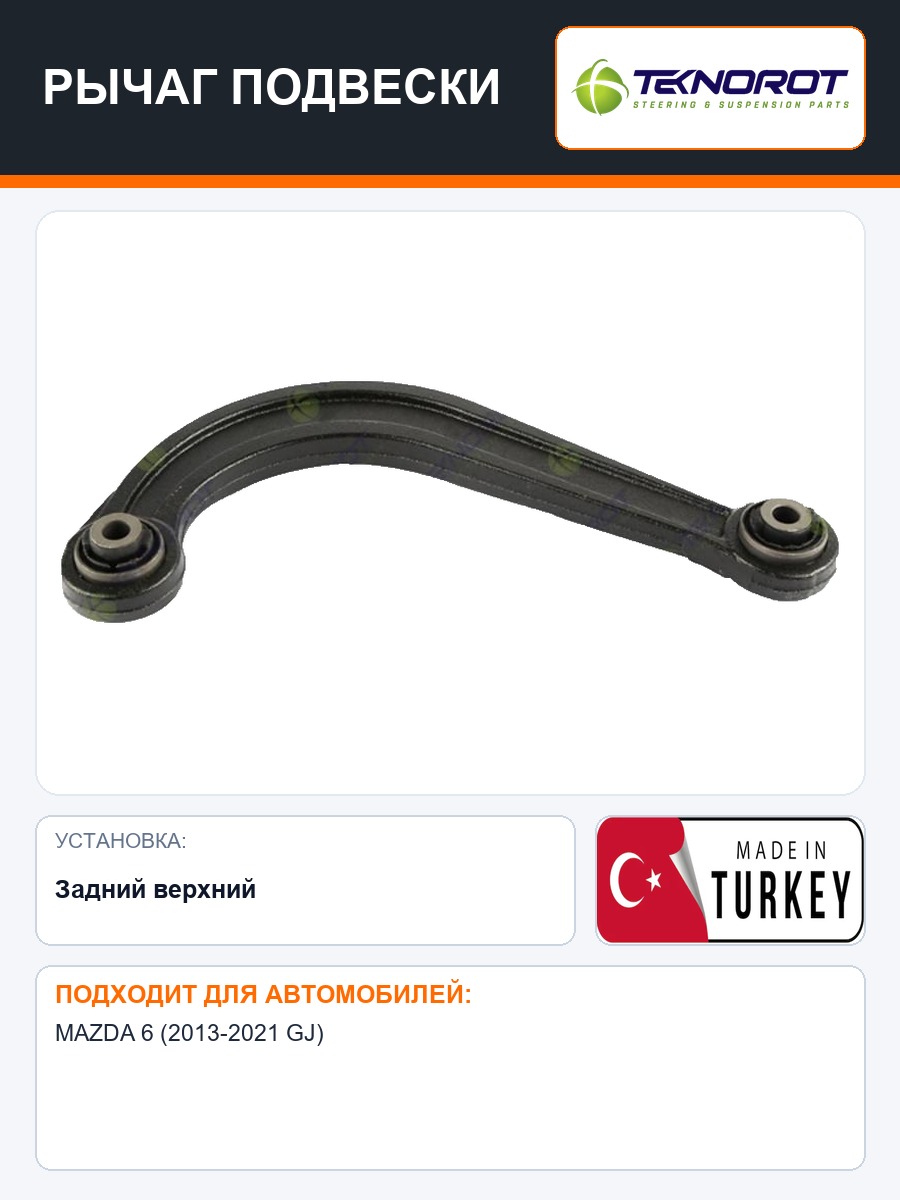 РЫЧАГ ПОДВЕСКИ
TEKNOROT
STEERING & SUSPENSION PARTS
УСТАНОВКА:
Задний верхний
MADE IN
TURKEY
ПОДХОДИТ ДЛЯ АВТОМОБИЛЕЙ:
MAZDA 6 (2013-2021 GJ)